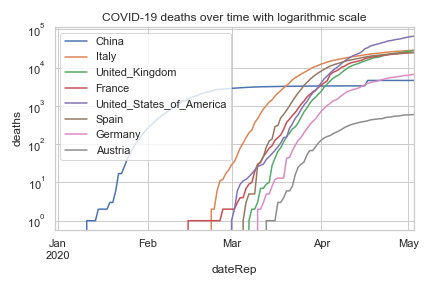 COVID-19 deaths over time with logarithmic scale
10^5
10^4
10^3
10^2
10^1
10^0
deaths
China
Italy
United_Kingdom
France
United_States_of_America
Spain
Germany
Austria
Jan
2020
Feb
Mar
Apr
May
dateRep